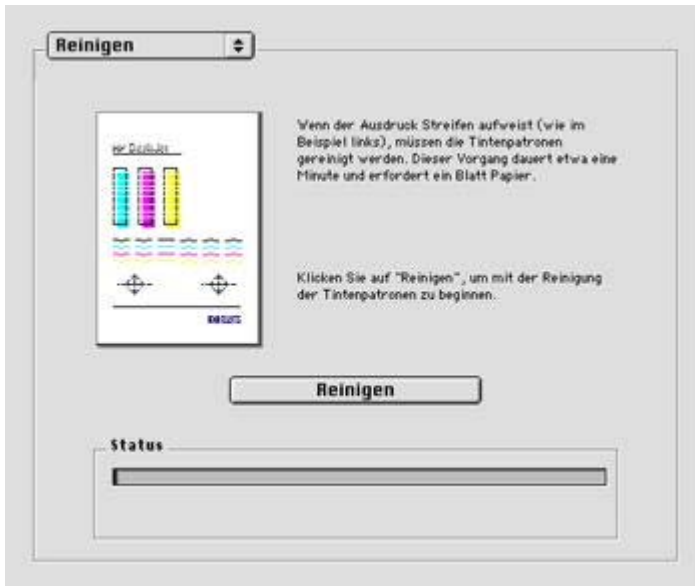 Reinigen
Wenn der Ausdruck Streifen aufweist (wie im
Beispiel links), müssen die Tintenpatronen
gereinigt werden. Dieser Vorgang dauert etwa eine
Minute und erfordert ein Blatt Papier.
Klicken Sie auf "Reinigen", um mit der Reinigung
der Tintenpatronen zu beginnen.
Reinigen
Status